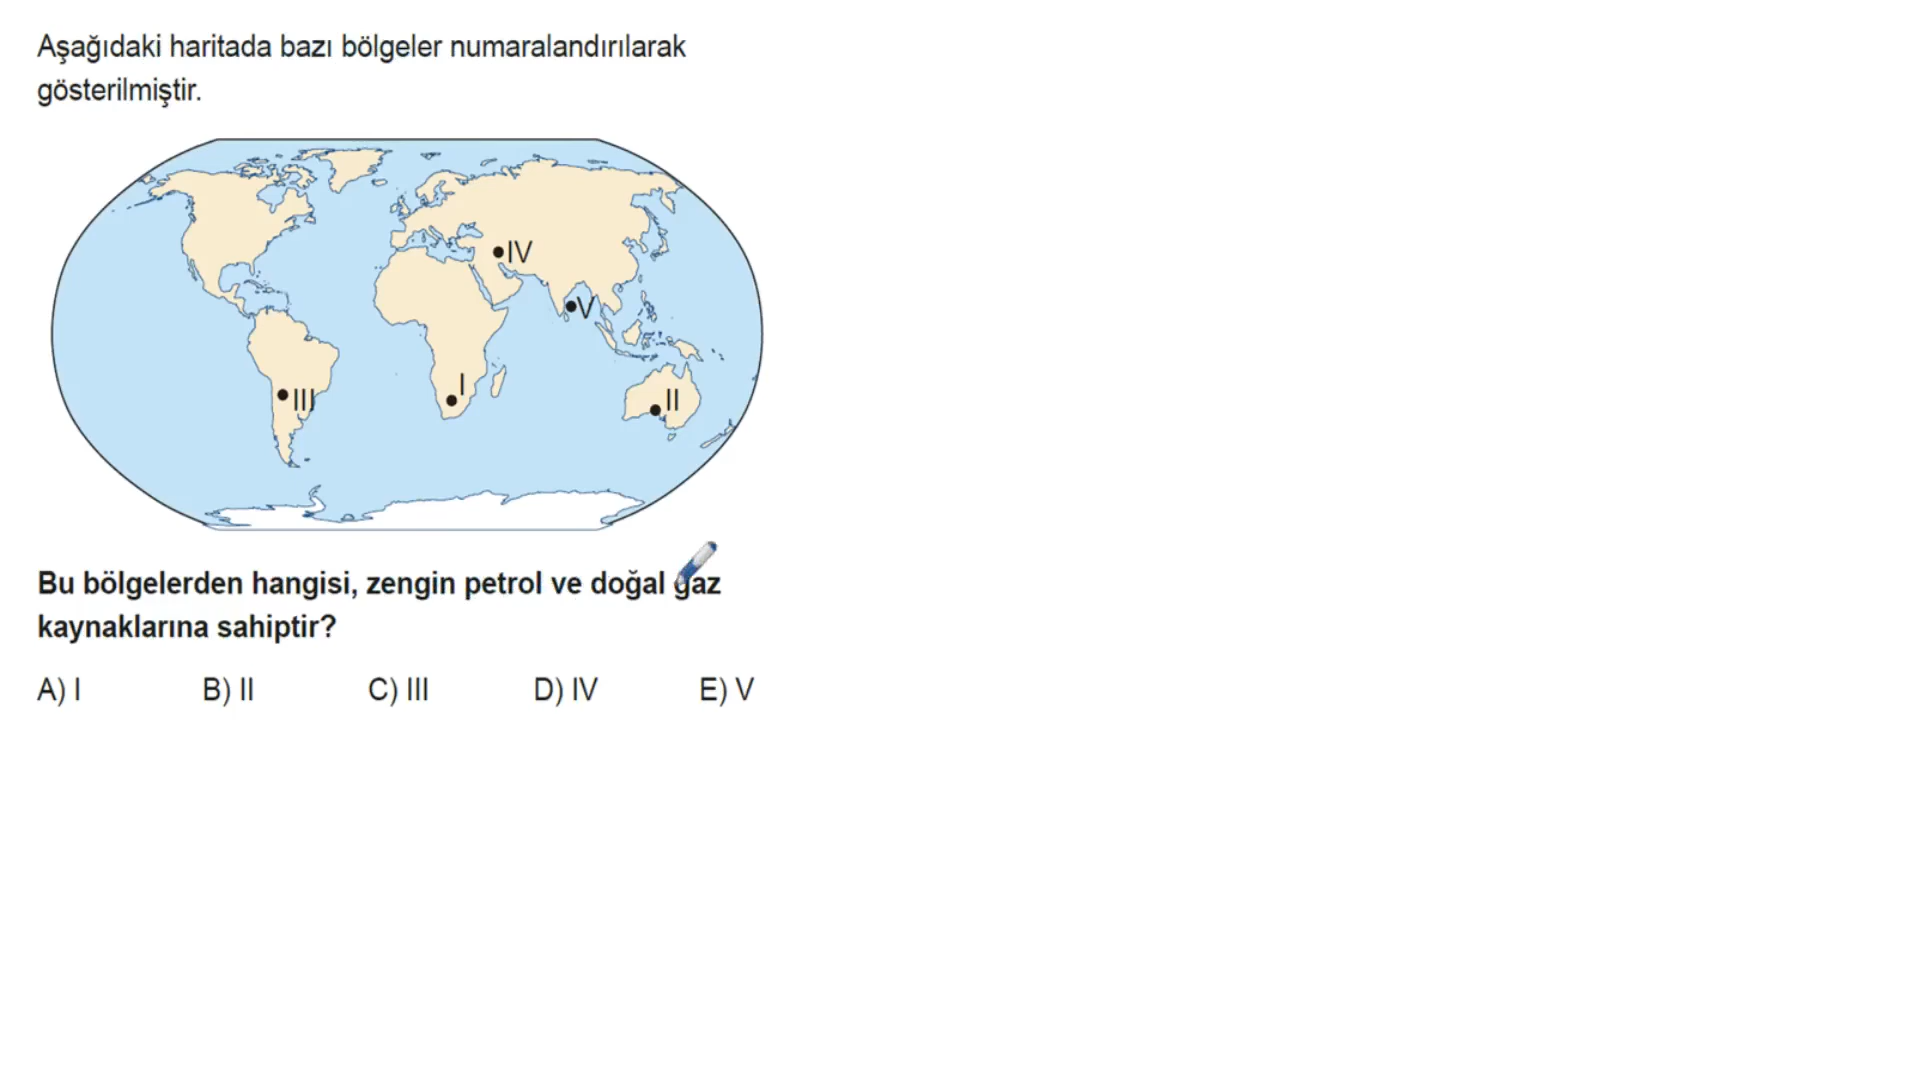 Aşağıdaki haritada bazı bölgeler numaralandırılarak
gösterilmiştir.
IV
V
I
III
II
Bu bölgelerden hangisi, zengin petrol ve doğal gaz
kaynaklarına sahiptir?
A) I B) II C) III D) IV E) V